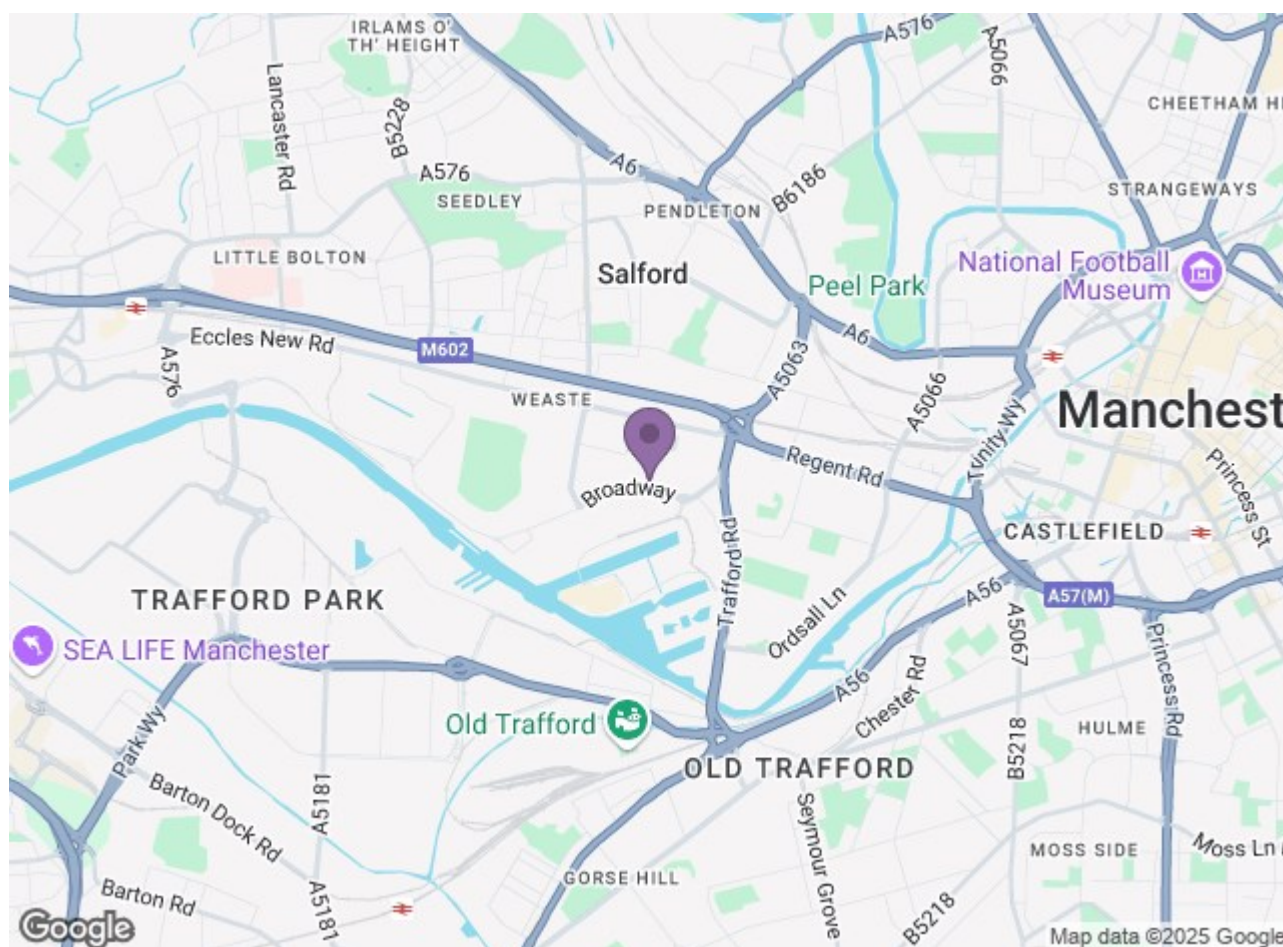 IRLAMS O'
TH' HEIGHT
A576
A5066
Lancaster Rd
B5228
CHEETHAM HI
A576
A6
SEEDLEY
PENDLETON
B6186
STRANGEWAYS
LITTLE BOLTON
Salford
Peel Park
National Football
Museum
Eccles New Rd
M602
A6
A576
WEASTE
A5063
A5066
Manchest
Trinity Wy
Regent Rd
Princess St
Broadway
CASTLEFIELD
Trafford Rd
TRAFFORD PARK
A56
A57(M)
Ordsall Ln
A5067
SEA LIFE Manchester
A56
Chester Rd
Princess Rd
Park Wy
Old Trafford
HULME
B5218
OLD TRAFFORD
A5181
Barton Dock Rd
Seymour Grove
MOSS SIDE
Moss Ln
GORSE HILL
Barton Rd
A5181
B5218
Google
Map data ©2025 Google